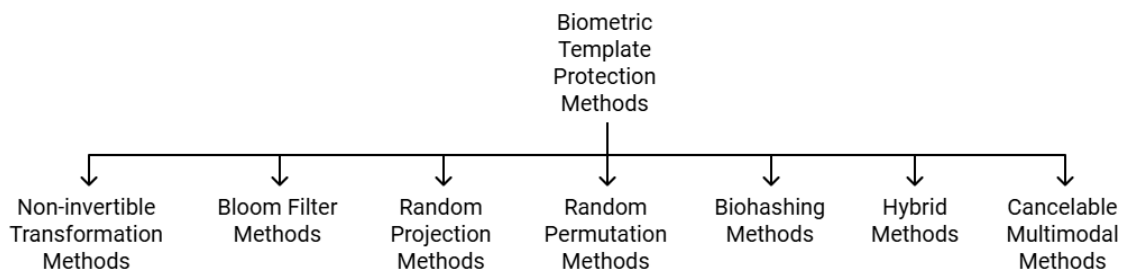 Biometric
Template
Protection
Methods
Non-invertible
Transformation
Methods
Bloom Filter
Methods
Random
Projection
Methods
Random
Permutation
Methods
Biohashing
Methods
Hybrid
Methods
Cancelable
Multimodal
Methods